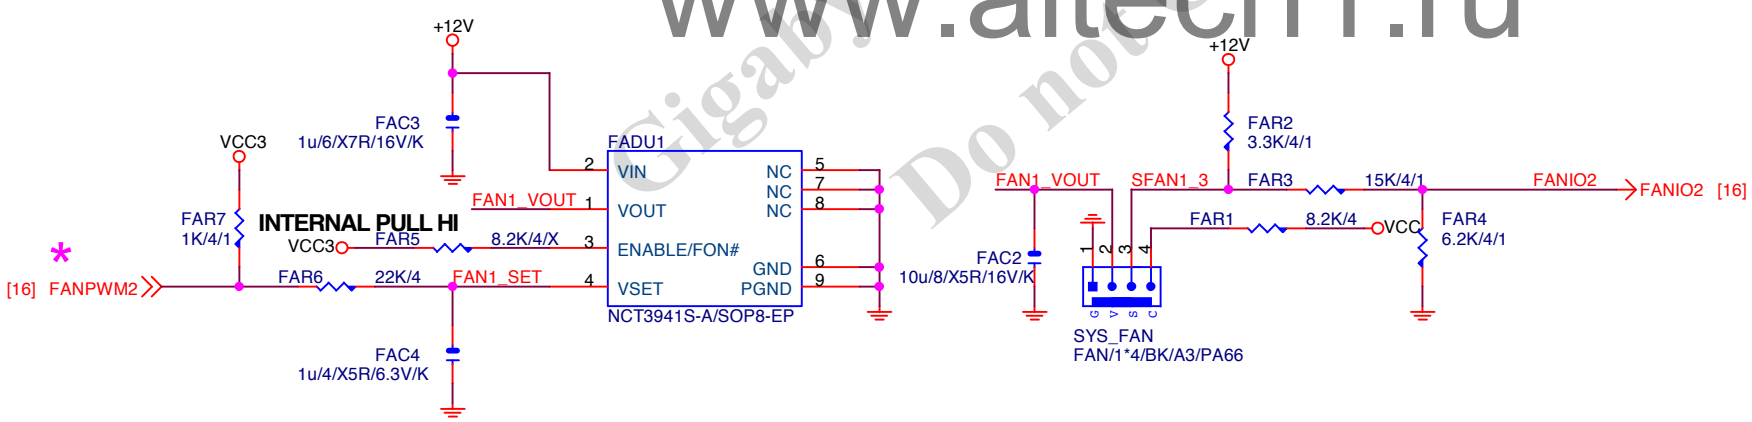 www.aitech1.ru
Gigaby
Do not
+12V
FAC3
1u/6/X7R/16V/K
VCC3
FAR7
1K/4/1
INTERNAL PULL HI
VCC3
FAR5
8.2K/4/X
FAN1_VOUT
*
[16] FANPWM2
FAR6
22K/4
FAN1_SET
FAC4
1u/4/X5R/6.3V/K
FADU1
2 VIN
1 VOUT
3 ENABLE/FON#
4 VSET
NC 5
NC 7
NC 8
GND 6
PGND 9
NCT3941S-A/SOP8-EP
+12V
FAR2
3.3K/4/1
FAN1_VOUT
SFAN1_3
FAR3
15K/4/1
FANIO2
FANIO2 [16]
FAR1
8.2K/4
VCC
FAR4
6.2K/4/1
FAC2
10u/8/X5R/16V/K
1 2 3 4
G V S C
SYS_FAN
FAN/1*4/BK/A3/PA66